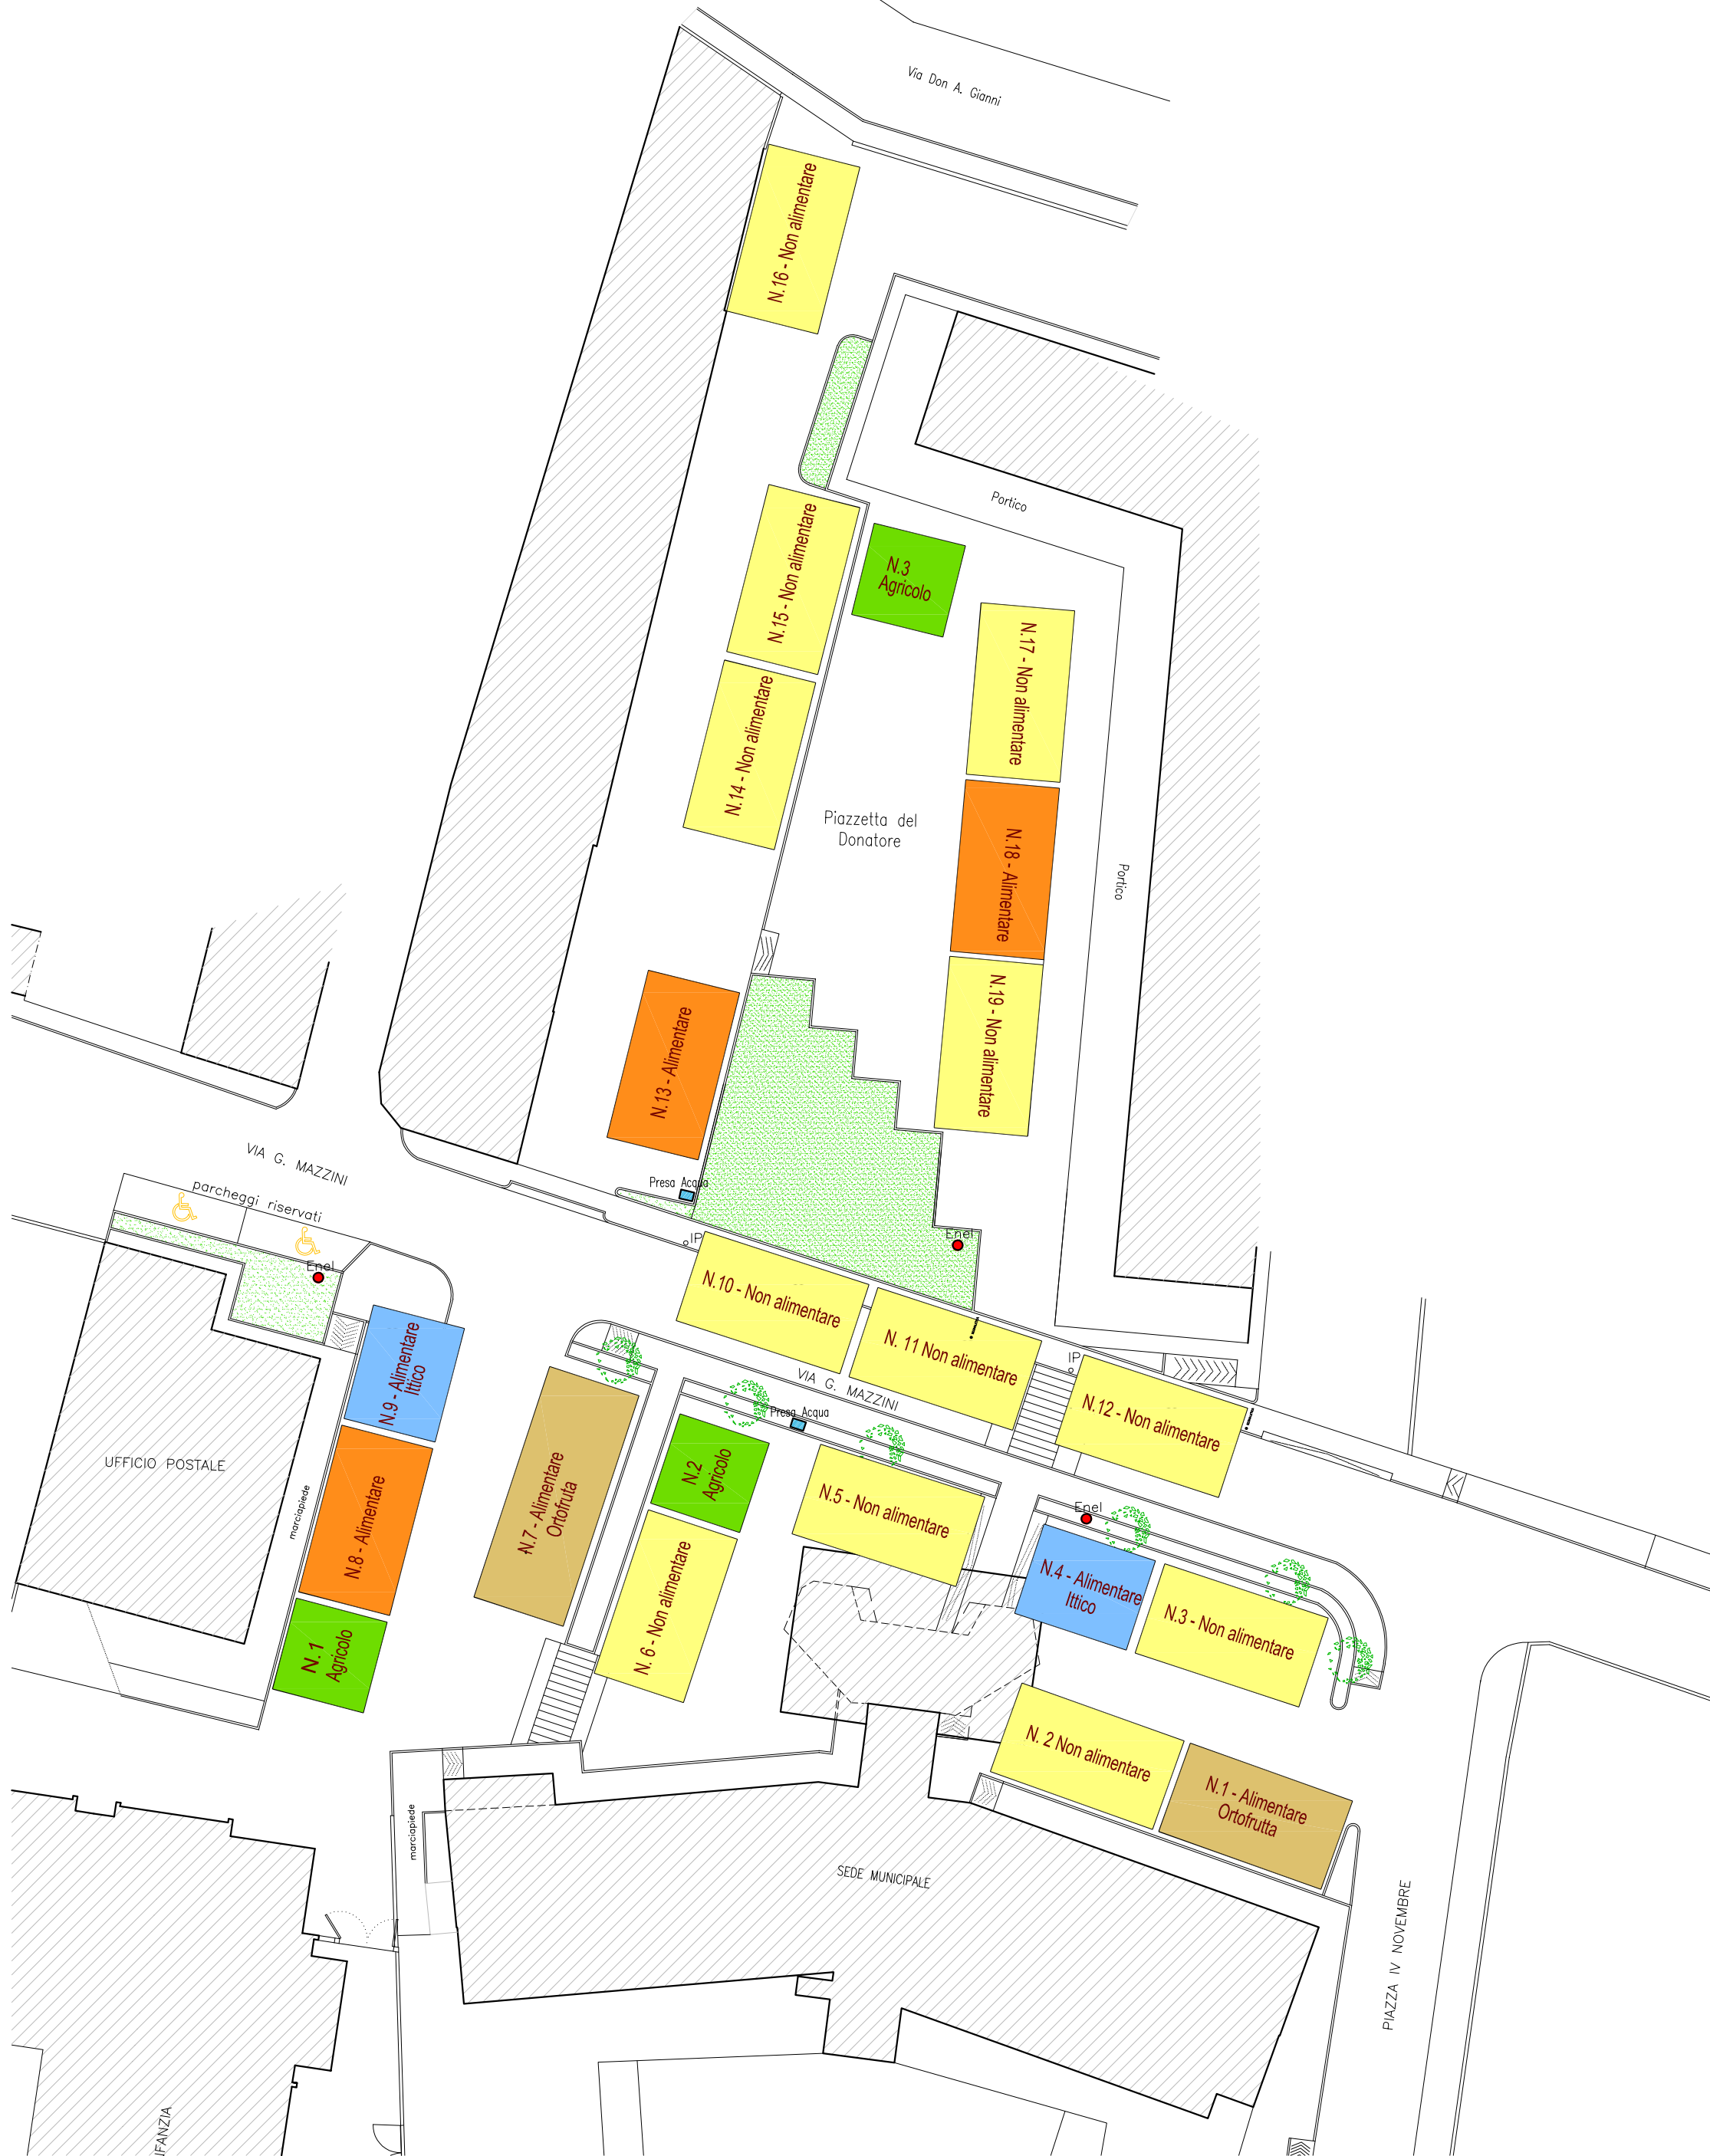 Via Don A. Gianni
N.16 - Non alimentare
Portico
N.15 - Non alimentare
N.3
Agricolo
N.17 - Non alimentare
N.14 - Non alimentare
Piazzetta del
Donatore
N.18 - Alimentare
Portico
N.13 - Alimentare
N.19 - Non alimentare
VIA G. MAZZINI
parcheggi riservati
Presa Acqua
IP
Enel
Enel
N.10 - Non alimentare
N. 11 Non alimentare
IP
N.12 - Non alimentare
VIA G. MAZZINI
Presa Acqua
N.9 - Alimentare
Ittico
UFFICIO POSTALE
marciapiede
N.8 - Alimentare
N. 1
Agricolo
N.7 - Alimentare
Ortofruta
N.2
Agricolo
N.5 - Non alimentare
N. 6 - Non alimentare
Enel
N.4 - Alimentare
Ittico
N.3 - Non alimentare
N. 2 Non alimentare
N.1 - Alimentare
Ortofrutta
marciapiede
SEDE MUNICIPALE
PIAZZA IV NOVEMBRE
NFANZIA